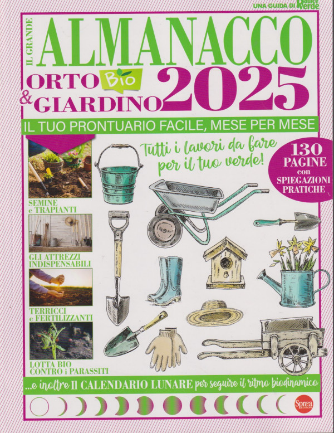 UNA GUIDA DI
Verde
IL GRANDE
ALMANACCO
ORTO Bio
& GIARDINO 2025
IL TUO PRONTUARIO FACILE, MESE PER MESE
Tutti i lavori da fare
per il tuo verde!
130
PAGINE
con
SPIEGAZIONI
PRATICHE
SEMINE
e TRAPIANTI
GLI ATTREZZI
INDISPENSABILI
TERRICCI
e FERTILIZZANTI
LOTTA BIO
CONTRO i PARASSITI
...e inoltre Il CALENDARIO LUNARE per seguire il ritmo biodinamico
Sprea